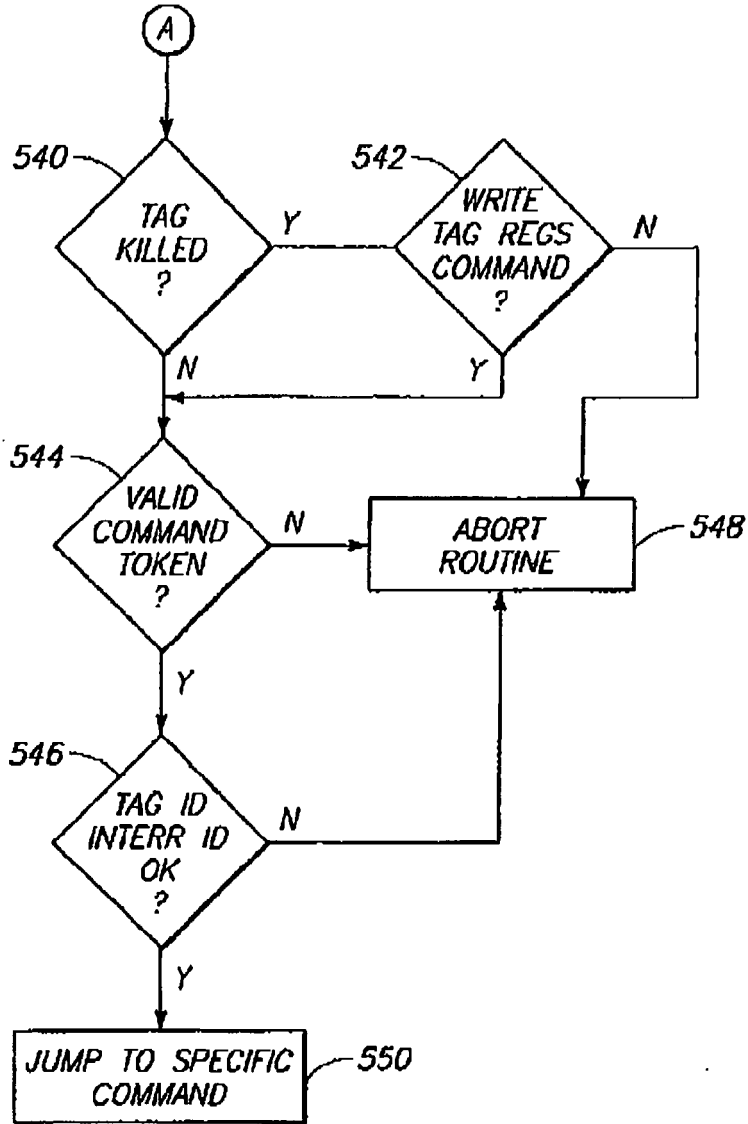 A
540
TAG
KILLED
?
Y
N
542
WRITE
TAG REGS
COMMAND
?
N
Y
544
VALID
COMMAND
TOKEN
?
N
Y
ABORT
ROUTINE
548
546
TAG ID
INTERR ID
OK
?
N
Y
JUMP TO SPECIFIC
COMMAND
550